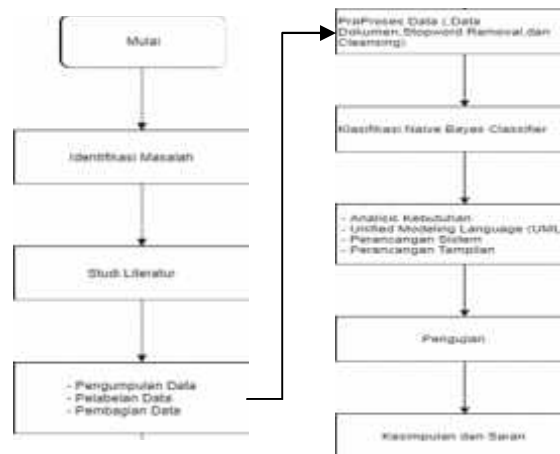 Mulai
Identifikasi Masalah
Studi Literatur
- Pengumpulan Data
- Pelabelan Data
- Pembagian Data
PraProses Data (.Data
Dokumen,Stopword Removal,dan
Cleansing)
Klasifikasi Naive Bayes Classifier
- Analisis Kebutuhan
- Unified Modeling Language (UML
- Perancangan Sistem
- Perancangan Tampilan
Pengujian
Kesimpulan dan Saran